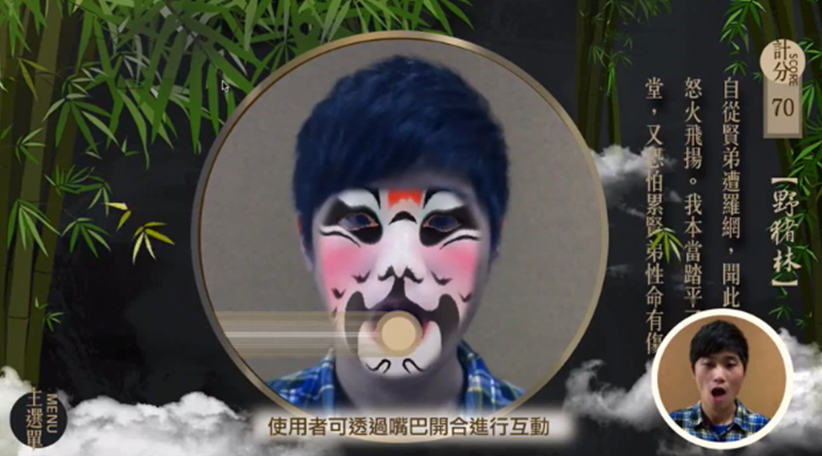 計分
SCORE
70
【野豬林】
自從賢弟遭羅網，聞此
怒火飛揚。我本當踏平
堂，又恐怕累賢弟性命有傷
主選單
MENU
使用者可透過嘴巴開合進行互動